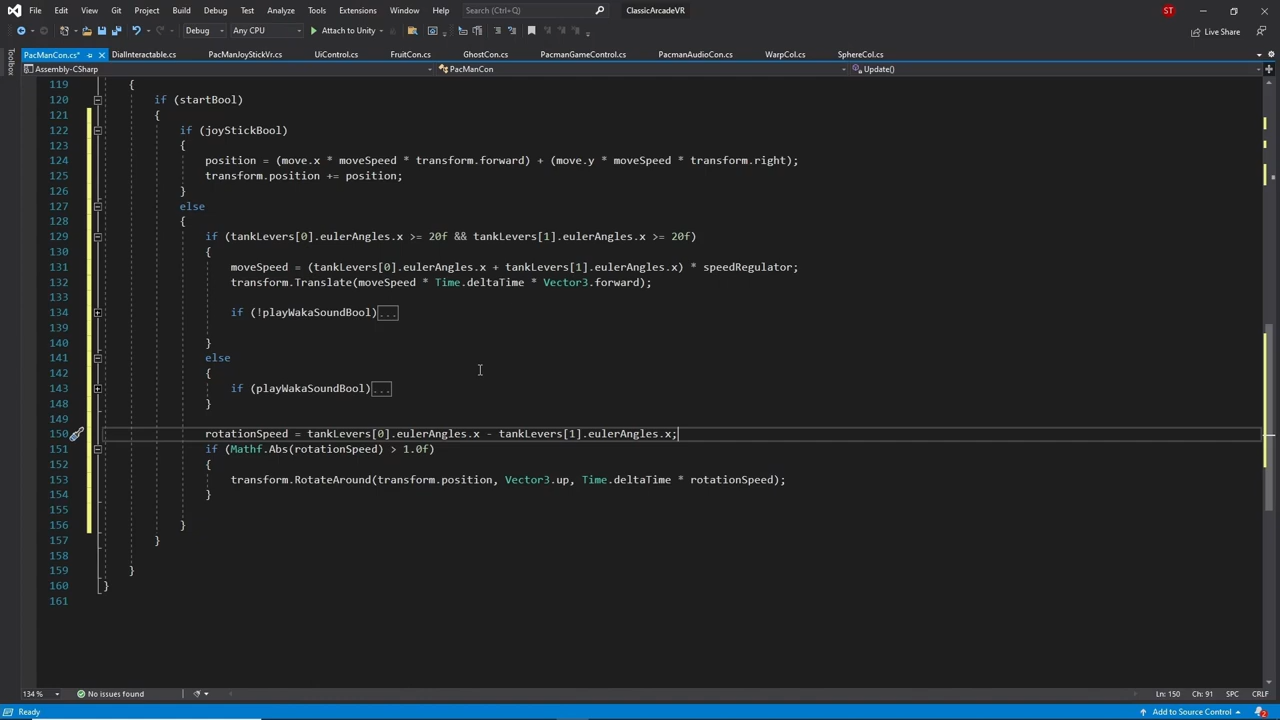 File Edit View Git Project Build Debug Test Analyze Tools Extensions Window Help Search (Ctrl+Q) ClassicArcadeVR ST
Debug Any CPU Attach to Unity Live Share
PacManCon.cs* DialInteractable.cs PacManJoyStickVr.cs UiControl.cs FruitCon.cs GhostCon.cs PacmanGameControl.cs PacmanAudioCon.cs WarpCol.cs SphereCol.cs
Assembly-CSharp PacManCon Update()
Toolbox
119 {
120 if (startBool)
121 {
122 if (joyStickBool)
123 {
124 position = (move.x * moveSpeed * transform.forward) + (move.y * moveSpeed * transform.right);
125 transform.position += position;
126 }
127 else
128 {
129 if (tankLevers[0].eulerAngles.x >= 20f && tankLevers[1].eulerAngles.x >= 20f)
130 {
131 moveSpeed = (tankLevers[0].eulerAngles.x + tankLevers[1].eulerAngles.x) * speedRegulator;
132 transform.Translate(moveSpeed * Time.deltaTime * Vector3.forward);
133
134 if (!playWakaSoundBool)...
139
140 }
141 else
142 {
143 if (playWakaSoundBool)...
148 }
149
150 rotationSpeed = tankLevers[0].eulerAngles.x - tankLevers[1].eulerAngles.x;
151 if (Mathf.Abs(rotationSpeed) > 1.0f)
152 {
153 transform.RotateAround(transform.position, Vector3.up, Time.deltaTime * rotationSpeed);
154 }
155
156 }
157 }
158
159 }
160 }
161
134 % No issues found Ln: 150 Ch: 91 SPC CRLF
Ready Add to Source Control 2